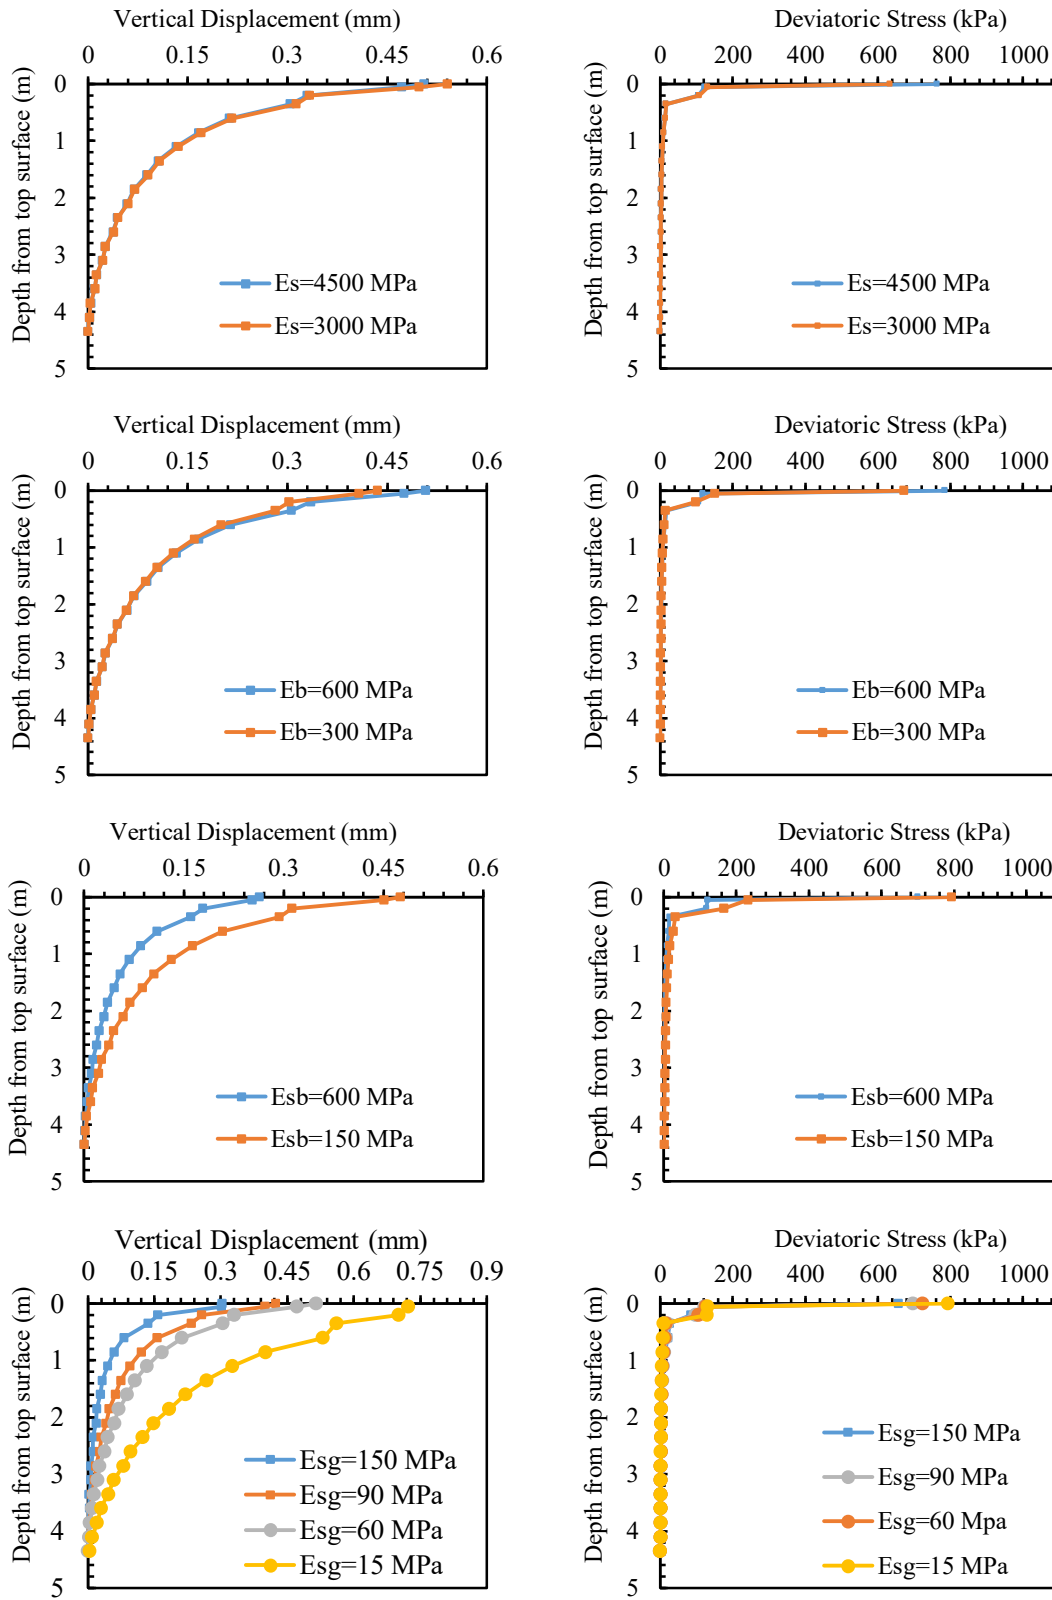 Vertical Displacement (mm)
0 0.15 0.3 0.45 0.6
Depth from top surface (m)
0
1
2
3
4
5
Es=4500 MPa
Es=3000 MPa
Deviatoric Stress (kPa)
0 200 400 600 800 1000
Depth from top surface (m)
0
1
2
3
4
5
Es=4500 MPa
Es=3000 MPa
Vertical Displacement (mm)
0 0.15 0.3 0.45 0.6
Depth from top surface (m)
0
1
2
3
4
5
Eb=600 MPa
Eb=300 MPa
Deviatoric Stress (kPa)
0 200 400 600 800 1000
Depth from top surface (m)
0
1
2
3
4
5
Eb=600 MPa
Eb=300 MPa
Vertical Displacement (mm)
0 0.15 0.3 0.45 0.6
Depth from top surface (m)
0
1
2
3
4
5
Esb=600 MPa
Esb=150 MPa
Deviatoric Stress (kPa)
0 200 400 600 800 1000
Depth from top surface (m)
0
1
2
3
4
5
Esb=600 MPa
Esb=150 MPa
Vertical Displacement (mm)
0 0.15 0.3 0.45 0.6 0.75 0.9
Depth from top surface (m)
0
1
2
3
4
5
Esg=150 MPa
Esg=90 MPa
Esg=60 MPa
Esg=15 MPa
Deviatoric Stress (kPa)
0 200 400 600 800 1000
Depth from top surface (m)
0
1
2
3
4
5
Esg=150 MPa
Esg=90 MPa
Esg=60 Mpa
Esg=15 MPa